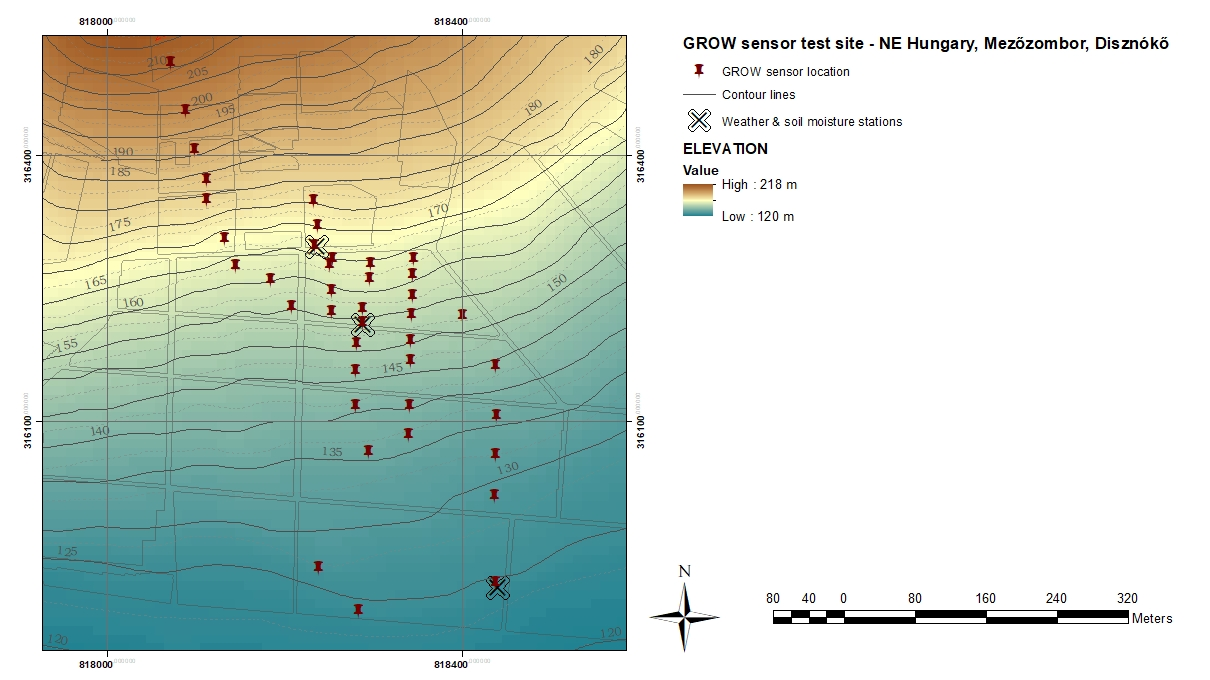 818000 818400
GROW sensor test site - NE Hungary, Mezőzombor, Disznókő
GROW sensor location
Contour lines
Weather & soil moisture stations
ELEVATION
Value
High : 218 m
Low : 120 m
180
210
205
200
195
180
316400 316400
190
185
175
170
165
160
150
155
145
316100 316100
140
135
130
125
120
120
818000 818400
N
80 40 0 80 160 240 320
Meters